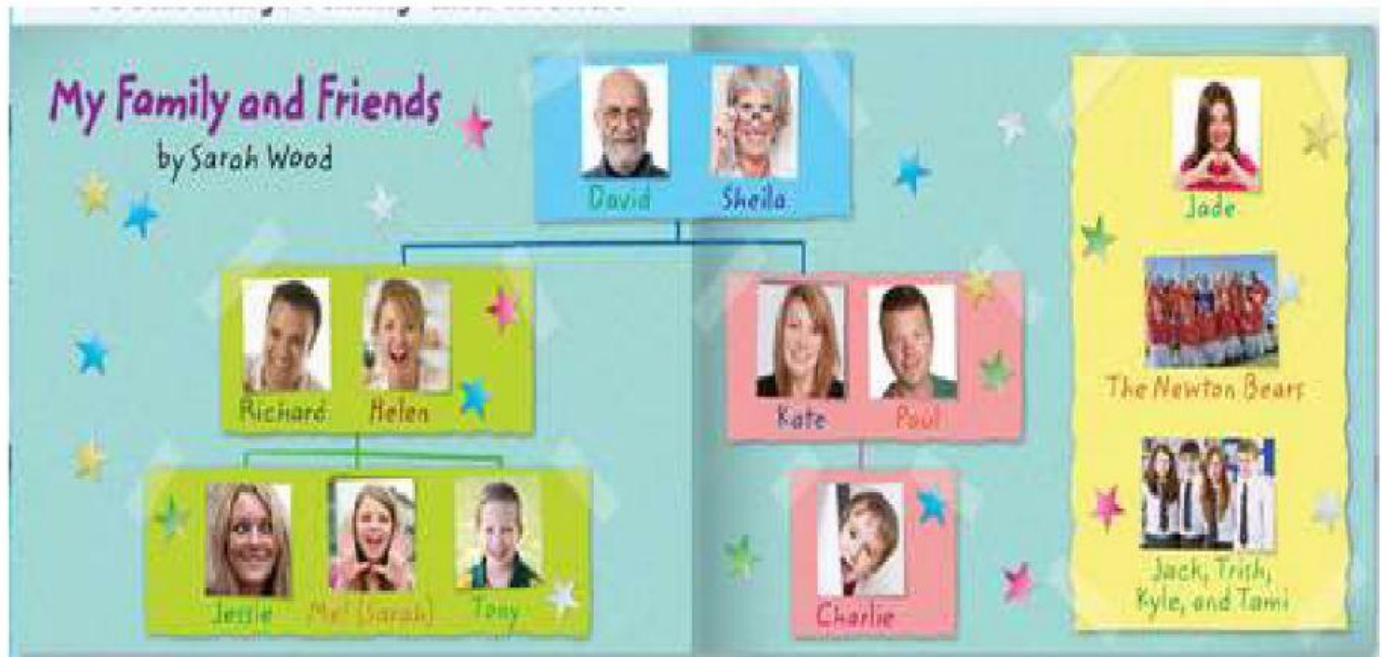 My Family and Friends
by Sarah Wood
David
Sheila
Jade
Richard
Helen
Kate
Paul
The Newton Bears
Jessie
Me! (Sarah)
Tony
Charlie
Jack, Trish,
Kyle, and Tami